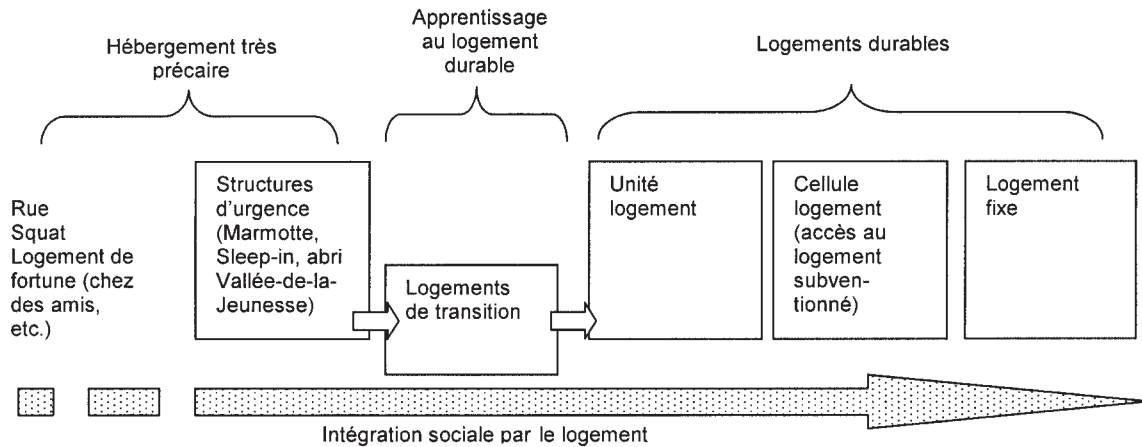 Hébergement très
précaire
Apprentissage
au logement
durable
Logements durables
Rue
Squat
Logement de
fortune (chez
des amis,
etc.)
Structures
d'urgence
(Marmotte,
Sleep-in, abri
Vallée-de-la-
Jeunesse)
Logements
de transition
Unité
logement
Cellule
logement
(accès au
logement
subven-
tionné)
Logement
fixe
Intégration sociale par le logement